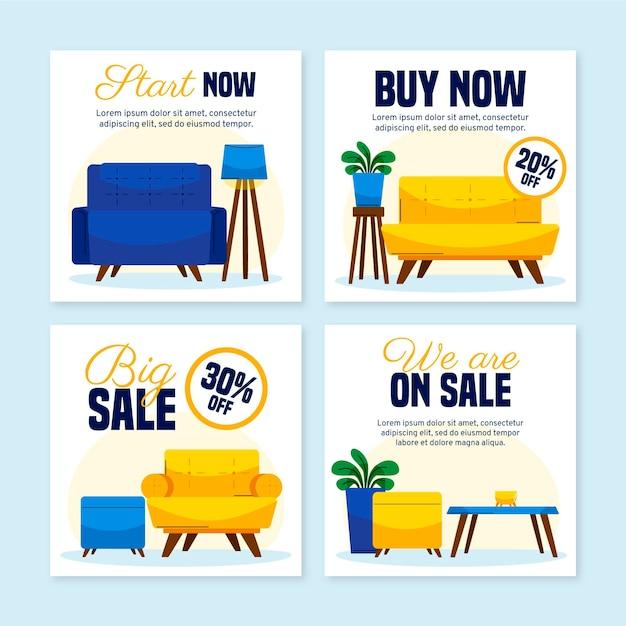 Start NOW
Lorem ipsum dolor sit amet, consectetur
adipiscing elit, sed do eiusmod tempor.
BUY NOW
Lorem ipsum dolor sit amet, consectetur
adipiscing elit, sed do eiusmod tempor.
20%
OFF
Big
SALE
30%
OFF
We are
ON SALE
Lorem ipsum dolor sit amet, consectetur
adipiscing elit, sed do eiusmod tempor
labore et dolore magna aliqua.